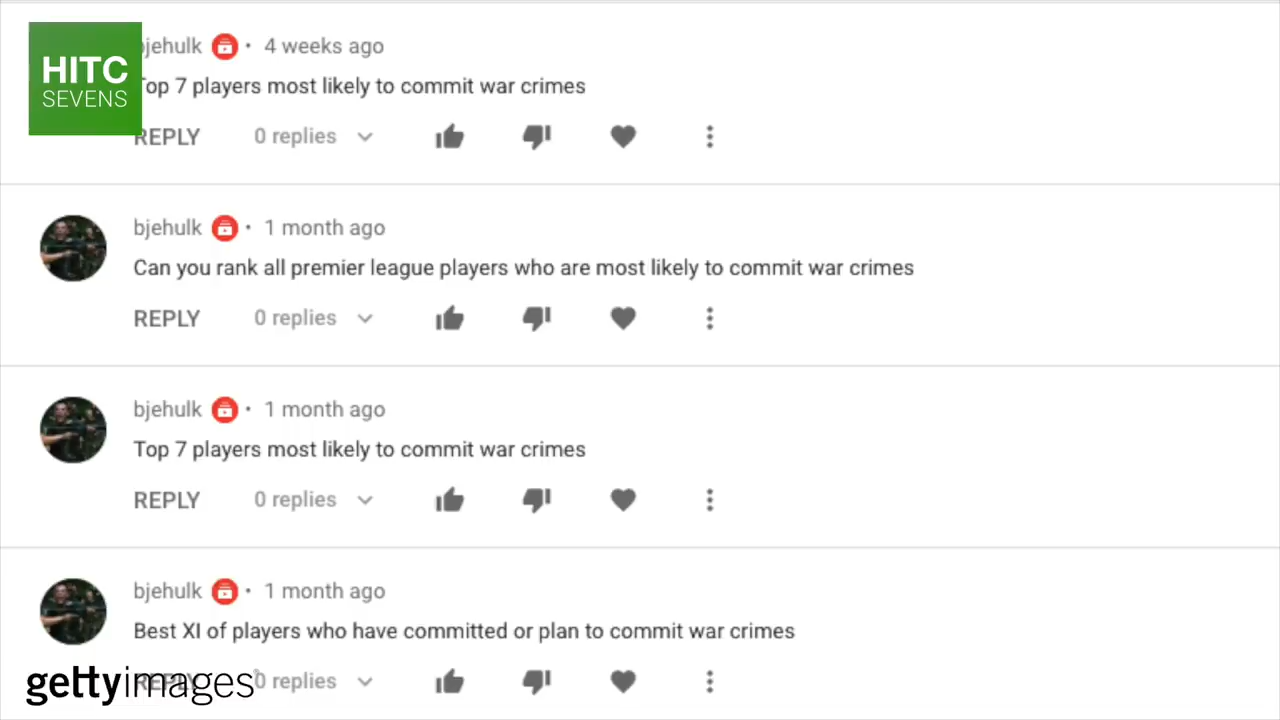 HITC
SEVENS
bjehulk • 4 weeks ago
Top 7 players most likely to commit war crimes
REPLY 0 replies
bjehulk • 1 month ago
Can you rank all premier league players who are most likely to commit war crimes
REPLY 0 replies
bjehulk • 1 month ago
Top 7 players most likely to commit war crimes
REPLY 0 replies
bjehulk • 1 month ago
Best XI of players who have committed or plan to commit war crimes
REPLY 0 replies
gettyimages